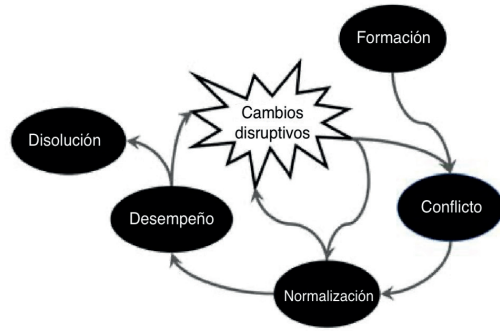 Formación
Cambios
disruptivos
Disolución
Desempeño
Conflicto
Normalización